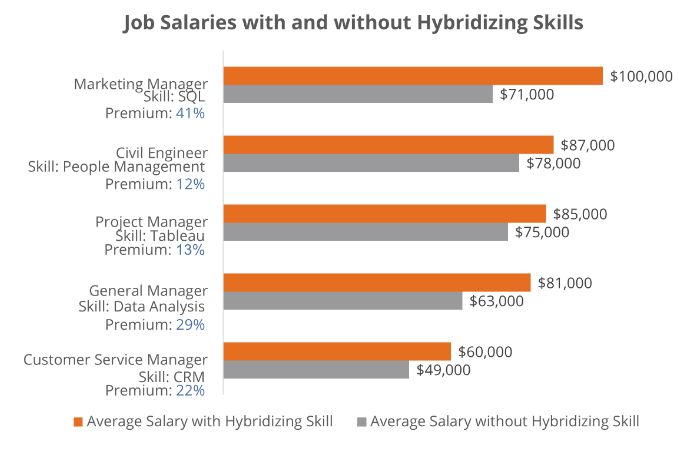 Job Salaries with and without Hybridizing Skills
Marketing Manager
Skill: SQL
Premium: 41%
$100,000
$71,000
Civil Engineer
Skill: People Management
Premium: 12%
$87,000
$78,000
Project Manager
Skill: Tableau
Premium: 13%
$85,000
$75,000
General Manager
Skill: Data Analysis
Premium: 29%
$81,000
$63,000
Customer Service Manager
Skill: CRM
Premium: 22%
$60,000
$49,000
Average Salary with Hybridizing Skill Average Salary without Hybridizing Skill